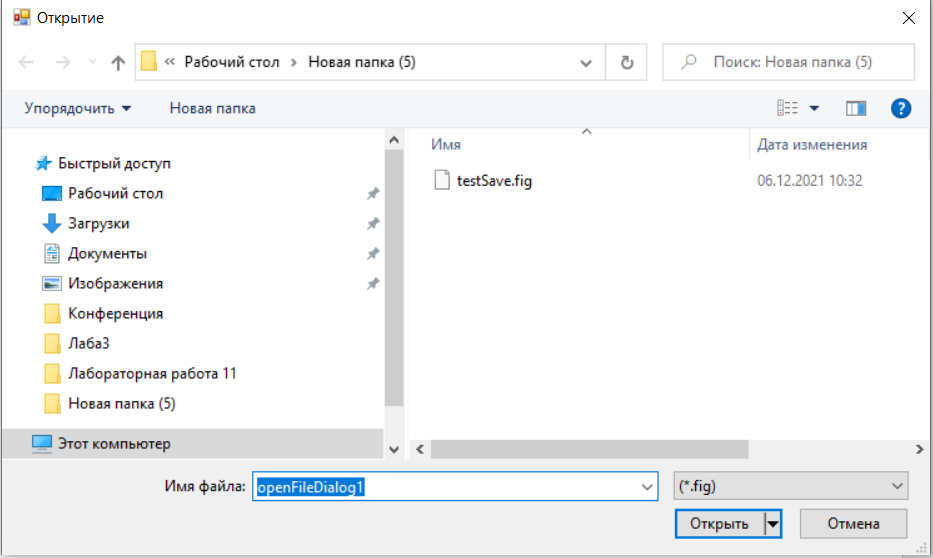 Открытие
« Рабочий стол › Новая папка (5)
Поиск: Новая папка (5)
Упорядочить Новая папка
?
Имя Дата изменения
testSave.fig 06.12.2021 10:32
Быстрый доступ
Рабочий стол
Загрузки
Документы
Изображения
Конференция
Лаба3
Лабораторная работа 11
Новая папка (5)
Этот компьютер
Имя файла: openFileDialog1 (*.fig)
Открыть Отмена